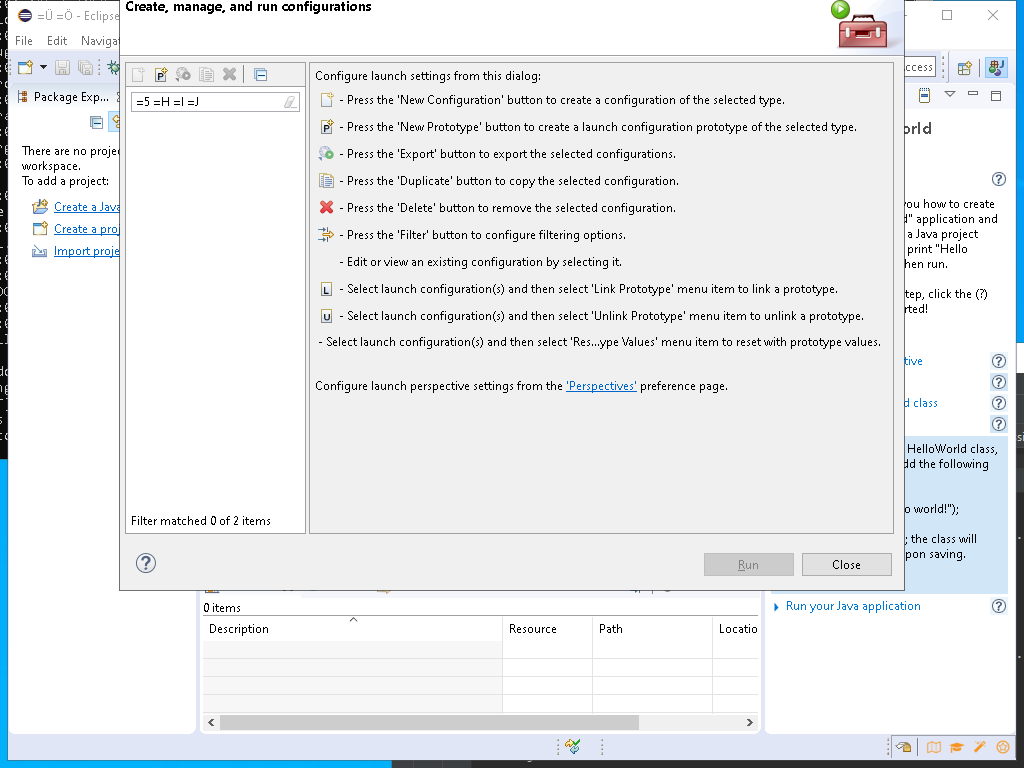 =Ü =Ö - Eclipse
Create, manage, and run configurations
File Edit Naviga
ccess
Package Exp...
=5 =H =I =J
There are no proje
workspace.
To add a project:
Create a Java
Create a proj
Import proje
Filter matched 0 of 2 items
Configure launch settings from this dialog:
- Press the 'New Configuration' button to create a configuration of the selected type.
P - Press the 'New Prototype' button to create a launch configuration prototype of the selected type.
- Press the 'Export' button to export the selected configurations.
- Press the 'Duplicate' button to copy the selected configuration.
- Press the 'Delete' button to remove the selected configuration.
- Press the 'Filter' button to configure filtering options.
- Edit or view an existing configuration by selecting it.
L - Select launch configuration(s) and then select 'Link Prototype' menu item to link a prototype.
U - Select launch configuration(s) and then select 'Unlink Prototype' menu item to unlink a prototype.
- Select launch configuration(s) and then select 'Res...ype Values' menu item to reset with prototype values.
Configure launch perspective settings from the 'Perspectives' preference page.
Run Close
orld
you how to create
d" application and
a Java project
print "Hello
hen run.
tep, click the (?)
rted!
tive
d class
HelloWorld class,
dd the following
o world!");
; the class will
pon saving.
Run your Java application
0 items
Description Resource Path Locatio